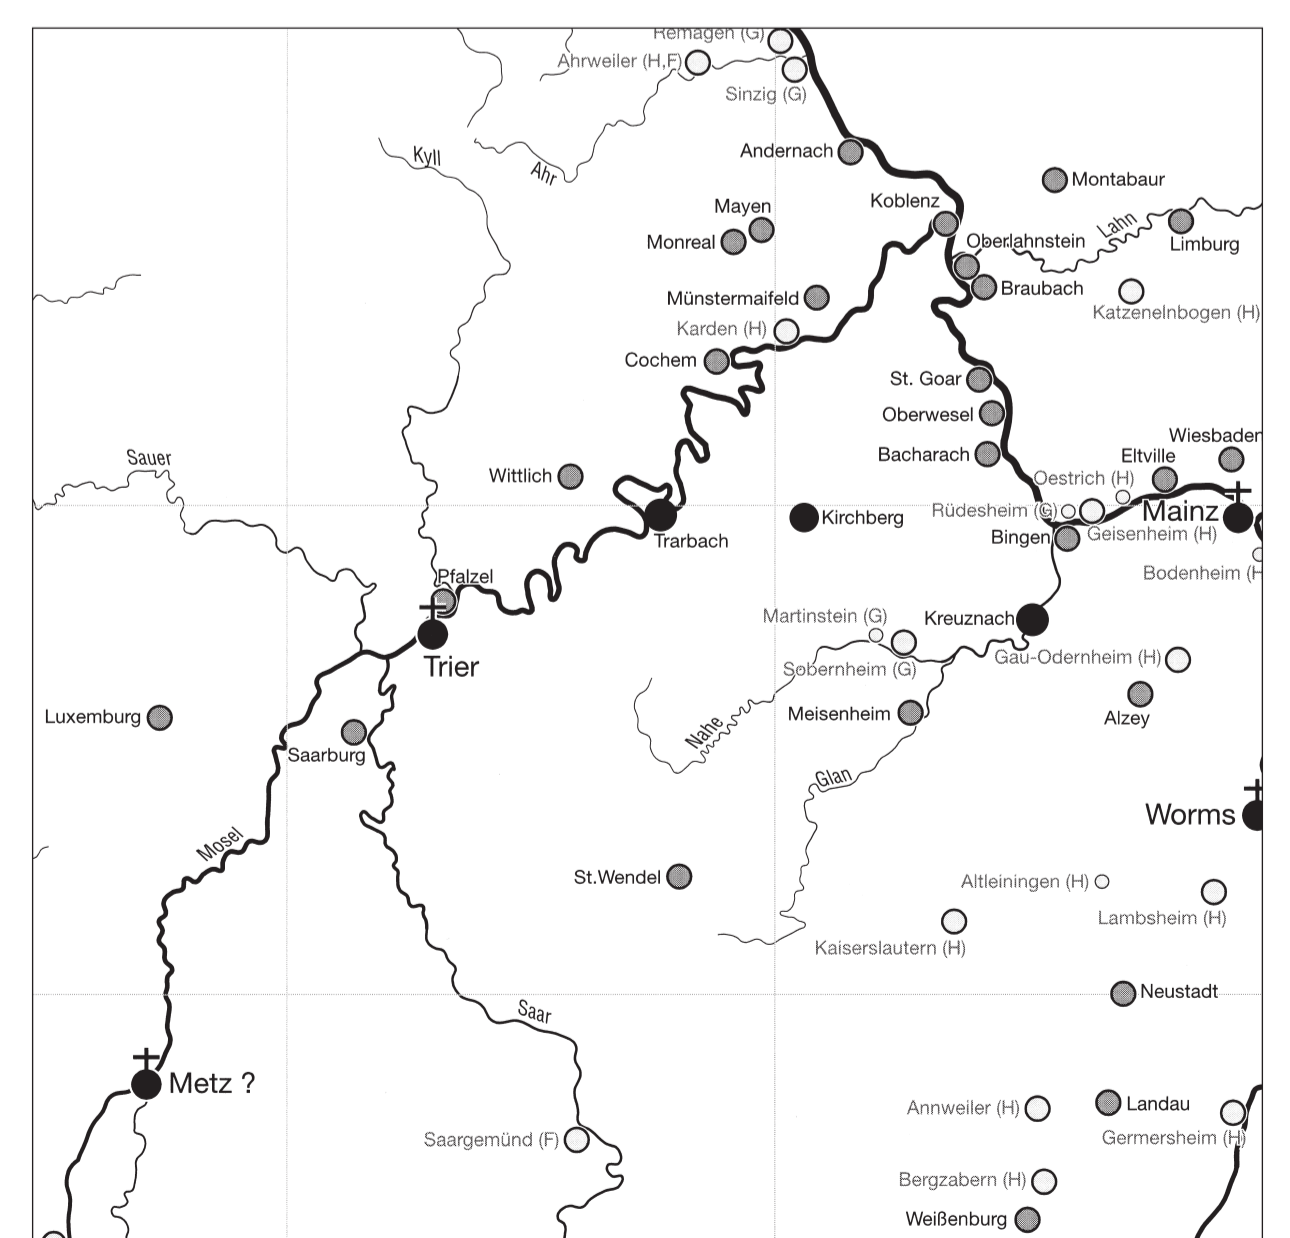 Remagen (G)
Ahrweiler (H,F)
Sinzig (G)
Andernach
Kyll
Ahr
Montabaur
Koblenz
Mayen
Monreal
Lahn
Oberlahnstein
Limburg
Braubach
Münstermaifeld
Katzenelnbogen (H)
Karden (H)
Cochem
St. Goar
Oberwesel
Wiesbaden
Bacharach
Eltville
Sauer
Wittlich
Oestrich (H)
Rüdesheim (G)
Mainz
Kirchberg
Geisenheim (H)
Bingen
Trarbach
Bodenheim (H
Pfalzel
Martinstein (G)
Kreuznach
Trier
Sobernheim (G)
Gau-Odernheim (H)
Luxemburg
Meisenheim
Alzey
Nahe
Saarburg
Glan
Worms
Mosel
St.Wendel
Altleiningen (H)
Lambsheim (H)
Kaiserslautern (H)
Neustadt
Saar
Metz ?
Annweiler (H)
Landau
Saargemünd (F)
Germersheim (H)
Bergzabern (H)
Weißenburg